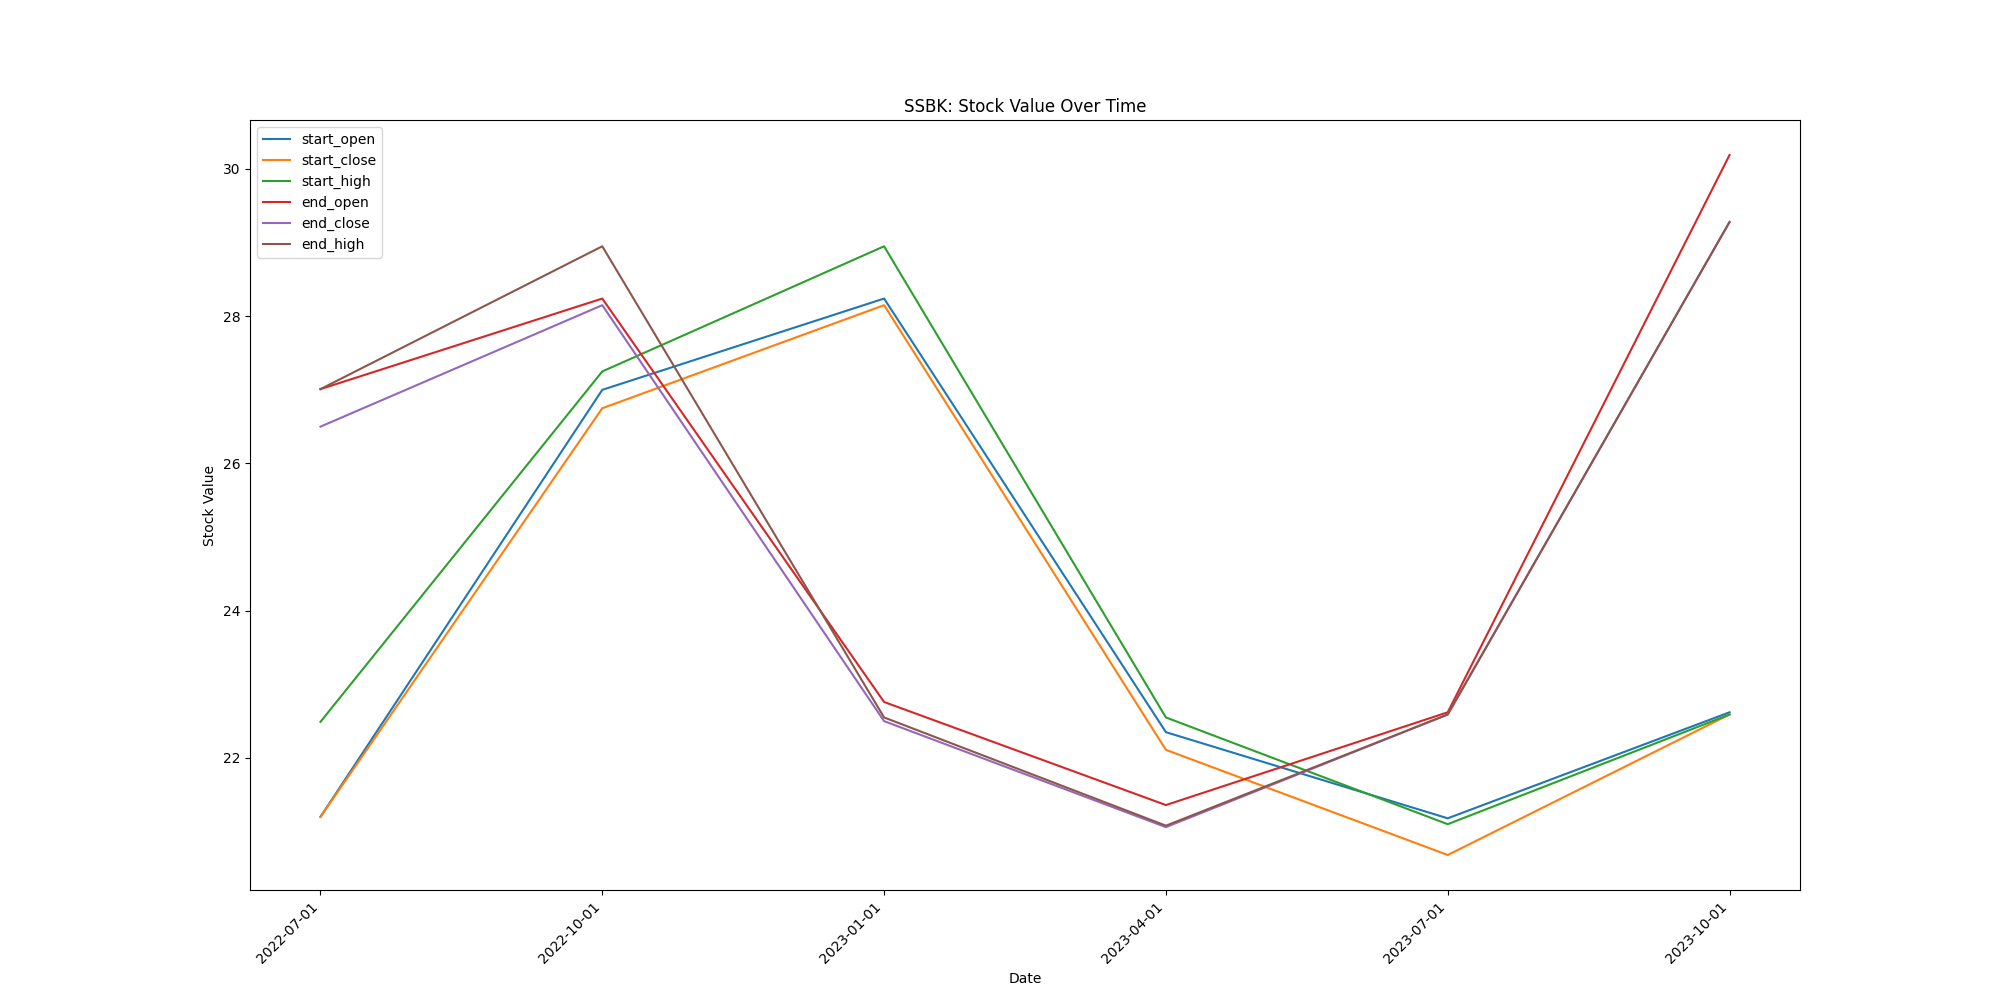 SSBK: Stock Value Over Time
start_open
start_close
start_high
end_open
end_close
end_high
Stock Value
30
28
26
24
22
2022-07-01
2022-10-01
2023-01-01
2023-04-01
2023-07-01
2023-10-01
Date